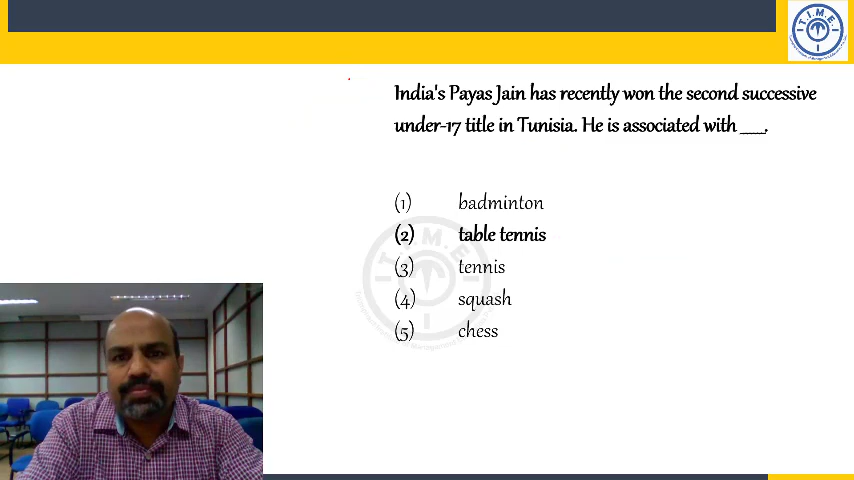 T.I.M.E.
India's Payas Jain has recently won the second successive
under-17 title in Tunisia. He is associated with ____.
(1) badminton
(2) table tennis
(3) tennis
(4) squash
(5) chess
T.I.M.E.